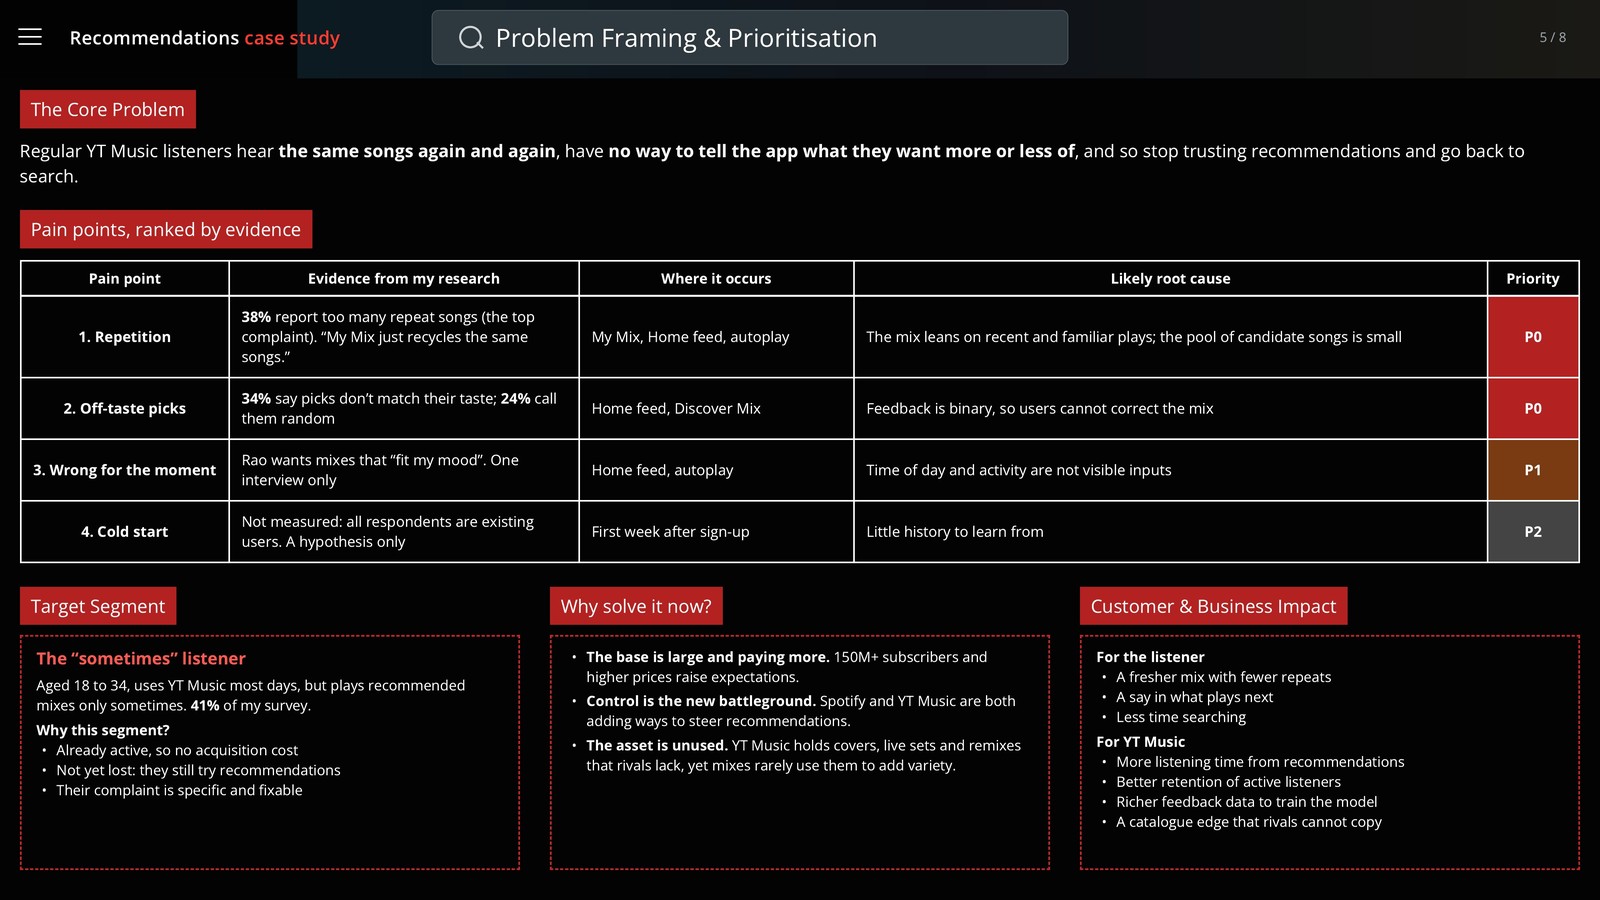 Recommendations case study
Problem Framing & Prioritisation
5 / 8
The Core Problem
Regular YT Music listeners hear the same songs again and again, have no way to tell the app what they want more or less of, and so stop trusting recommendations and go back to
search.
Pain points, ranked by evidence
Pain point
Evidence from my research
Where it occurs
Likely root cause
Priority
1. Repetition
38% report too many repeat songs (the top
complaint). “My Mix just recycles the same
songs.”
My Mix, Home feed, autoplay
The mix leans on recent and familiar plays; the pool of candidate songs is small
P0
2. Off-taste picks
34% say picks don’t match their taste; 24% call
them random
Home feed, Discover Mix
Feedback is binary, so users cannot correct the mix
P0
3. Wrong for the moment
Rao wants mixes that “fit my mood”. One
interview only
Home feed, autoplay
Time of day and activity are not visible inputs
P1
4. Cold start
Not measured: all respondents are existing
users. A hypothesis only
First week after sign-up
Little history to learn from
P2
Target Segment
The “sometimes” listener
Aged 18 to 34, uses YT Music most days, but plays recommended
mixes only sometimes. 41% of my survey.
Why this segment?
• Already active, so no acquisition cost
• Not yet lost: they still try recommendations
• Their complaint is specific and fixable
Why solve it now?
• The base is large and paying more. 150M+ subscribers and
higher prices raise expectations.
• Control is the new battleground. Spotify and YT Music are both
adding ways to steer recommendations.
• The asset is unused. YT Music holds covers, live sets and remixes
that rivals lack, yet mixes rarely use them to add variety.
Customer & Business Impact
For the listener
• A fresher mix with fewer repeats
• A say in what plays next
• Less time searching
For YT Music
• More listening time from recommendations
• Better retention of active listeners
• Richer feedback data to train the model
• A catalogue edge that rivals cannot copy